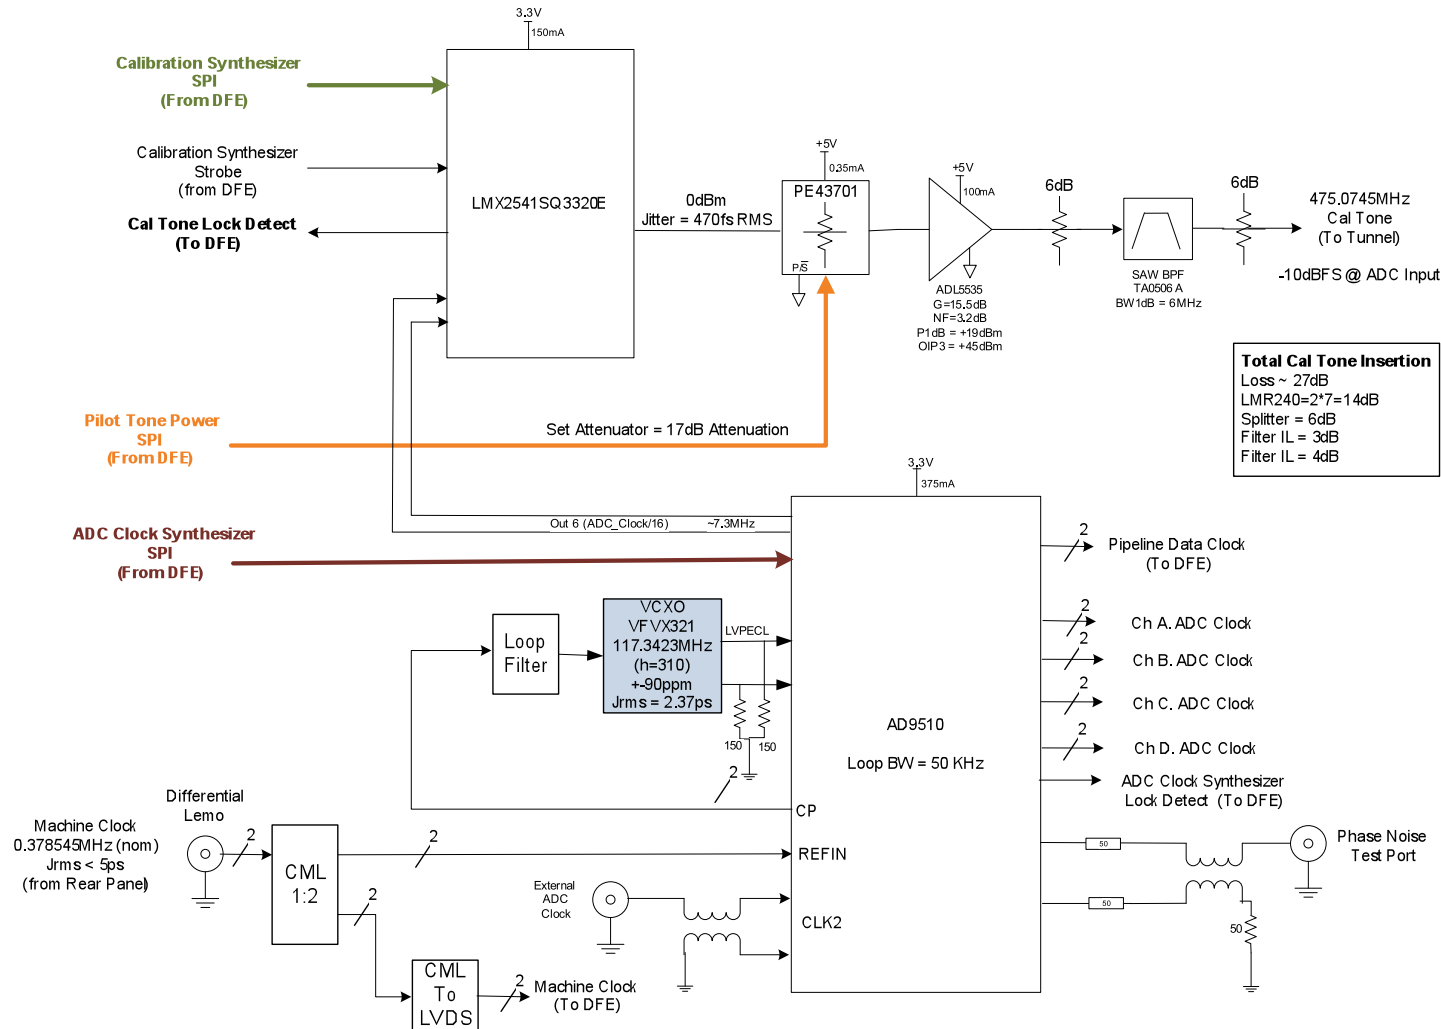 3.3V
150mA
Calibration Synthesizer
SPI
(From DFE)
Calibration Synthesizer
Strobe
(from DFE)
Cal Tone Lock Detect
(To DFE)
LMX2541SQ3320E
0dBm
Jitter = 470fs RMS
+5V
0.35mA
PE43701
P/S
+5V
100mA
ADL5535
G=15.5dB
NF=3.2dB
P1dB = +19dBm
OIP3 = +45dBm
6dB
SAW BPF
TA0506A
BW1dB = 6MHz
6dB
475.0745MHz
Cal Tone
(To Tunnel)
-10dBFS @ ADC Input
Total Cal Tone Insertion
Loss ~ 27dB
LMR240=2*7=14dB
Splitter = 6dB
Filter IL = 3dB
Filter IL = 4dB
Pilot Tone Power
SPI
(From DFE)
Set Attenuator = 17dB Attenuation
3.3V
375mA
Out 6 (ADC_Clock/16) ~7.3MHz
ADC Clock Synthesizer
SPI
(From DFE)
Loop
Filter
VCXO
VFVX321
117.3423MHz
(h=310)
+-90ppm
Jrms = 2.37ps
LVPECL
150 150
2
CP
AD9510
Loop BW = 50 KHz
2
Pipeline Data Clock
(To DFE)
2
Ch A. ADC Clock
2
Ch B. ADC Clock
2
Ch C. ADC Clock
2
Ch D. ADC Clock
ADC Clock Synthesizer
Lock Detect (To DFE)
Differential
Lemo
Machine Clock
0.378545MHz (nom)
Jrms < 5ps
(from Rear Panel)
2
CML
1:2
2
REFIN
2
External
ADC
Clock
CLK2
CML
To
LVDS
2
Machine Clock
(To DFE)
50
50
50
Phase Noise
Test Port